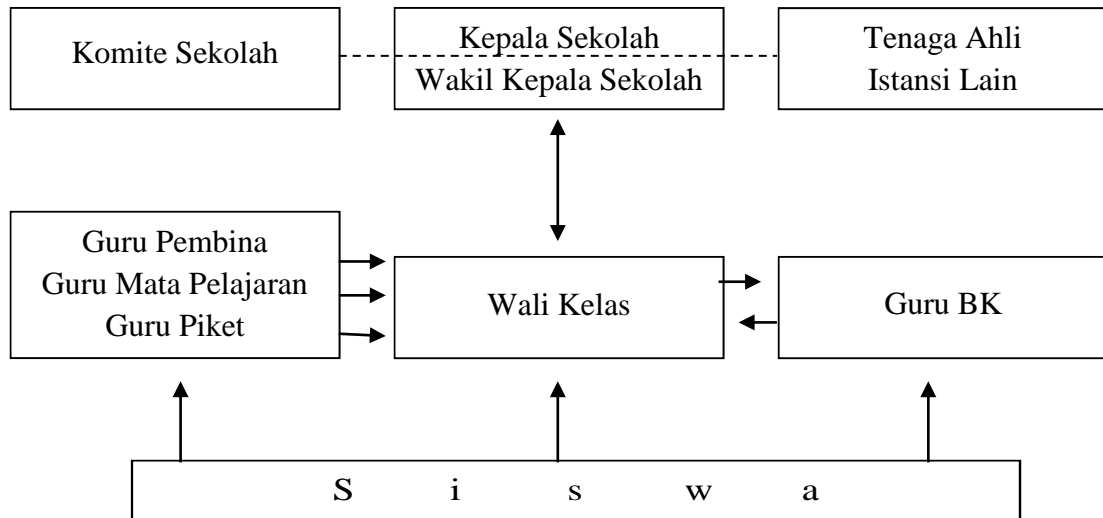 Komite Sekolah
Kepala Sekolah
Wakil Kepala Sekolah
Tenaga Ahli
Istansi Lain
Guru Pembina
Guru Mata Pelajaran
Guru Piket
Wali Kelas
Guru BK
S i s w a